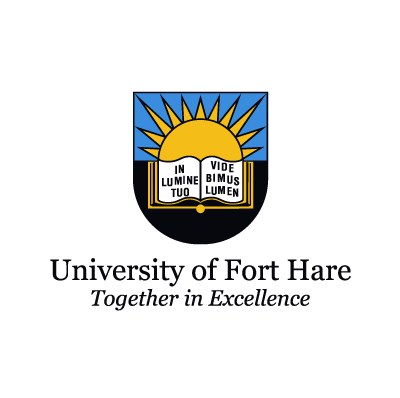 IN
LUMINE
TUO
VIDE
BIMUS
LUMEN
University of Fort Hare
Together in Excellence